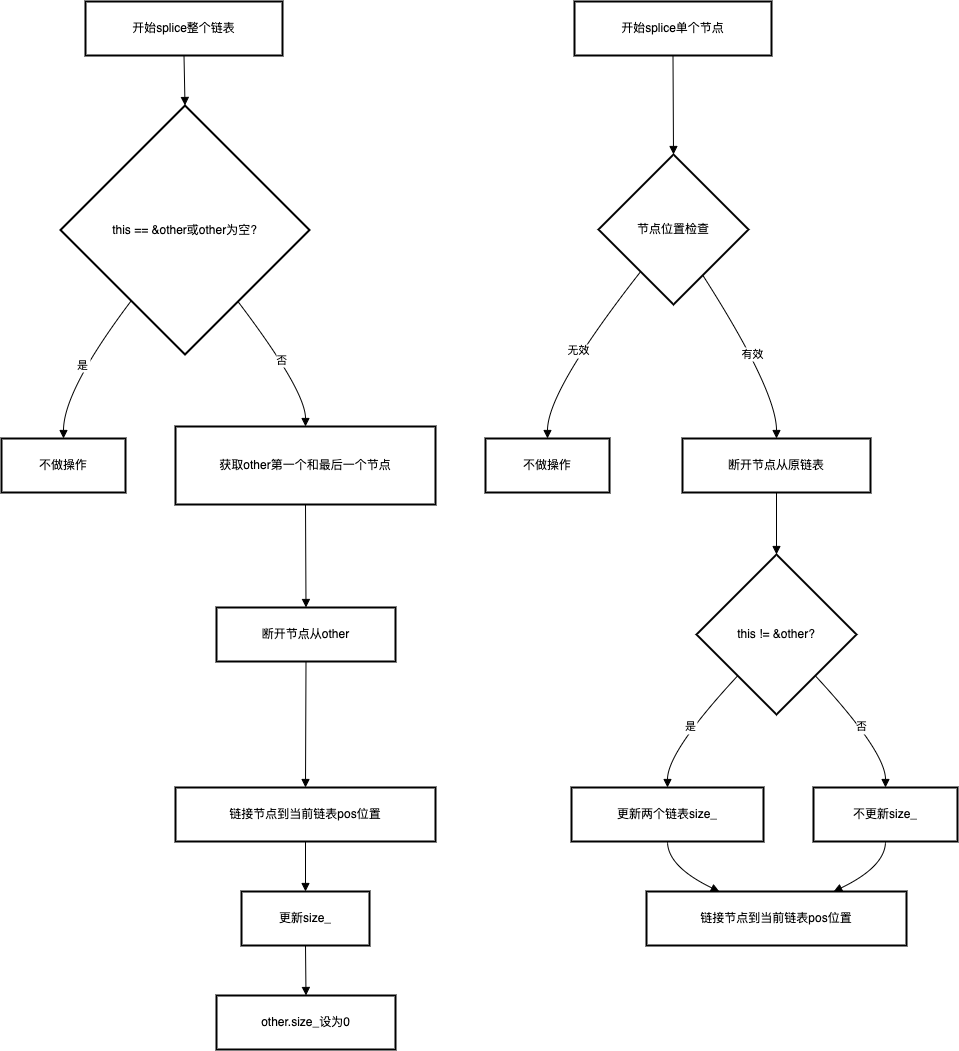 开始splice整个链表
this == &other或other为空?
是
否
不做操作
获取other第一个和最后一个节点
断开节点从other
链接节点到当前链表pos位置
更新size_
other.size_设为0
开始splice单个节点
节点位置检查
无效
有效
不做操作
断开节点从原链表
this != &other?
是
否
更新两个链表size_
不更新size_
链接节点到当前链表pos位置